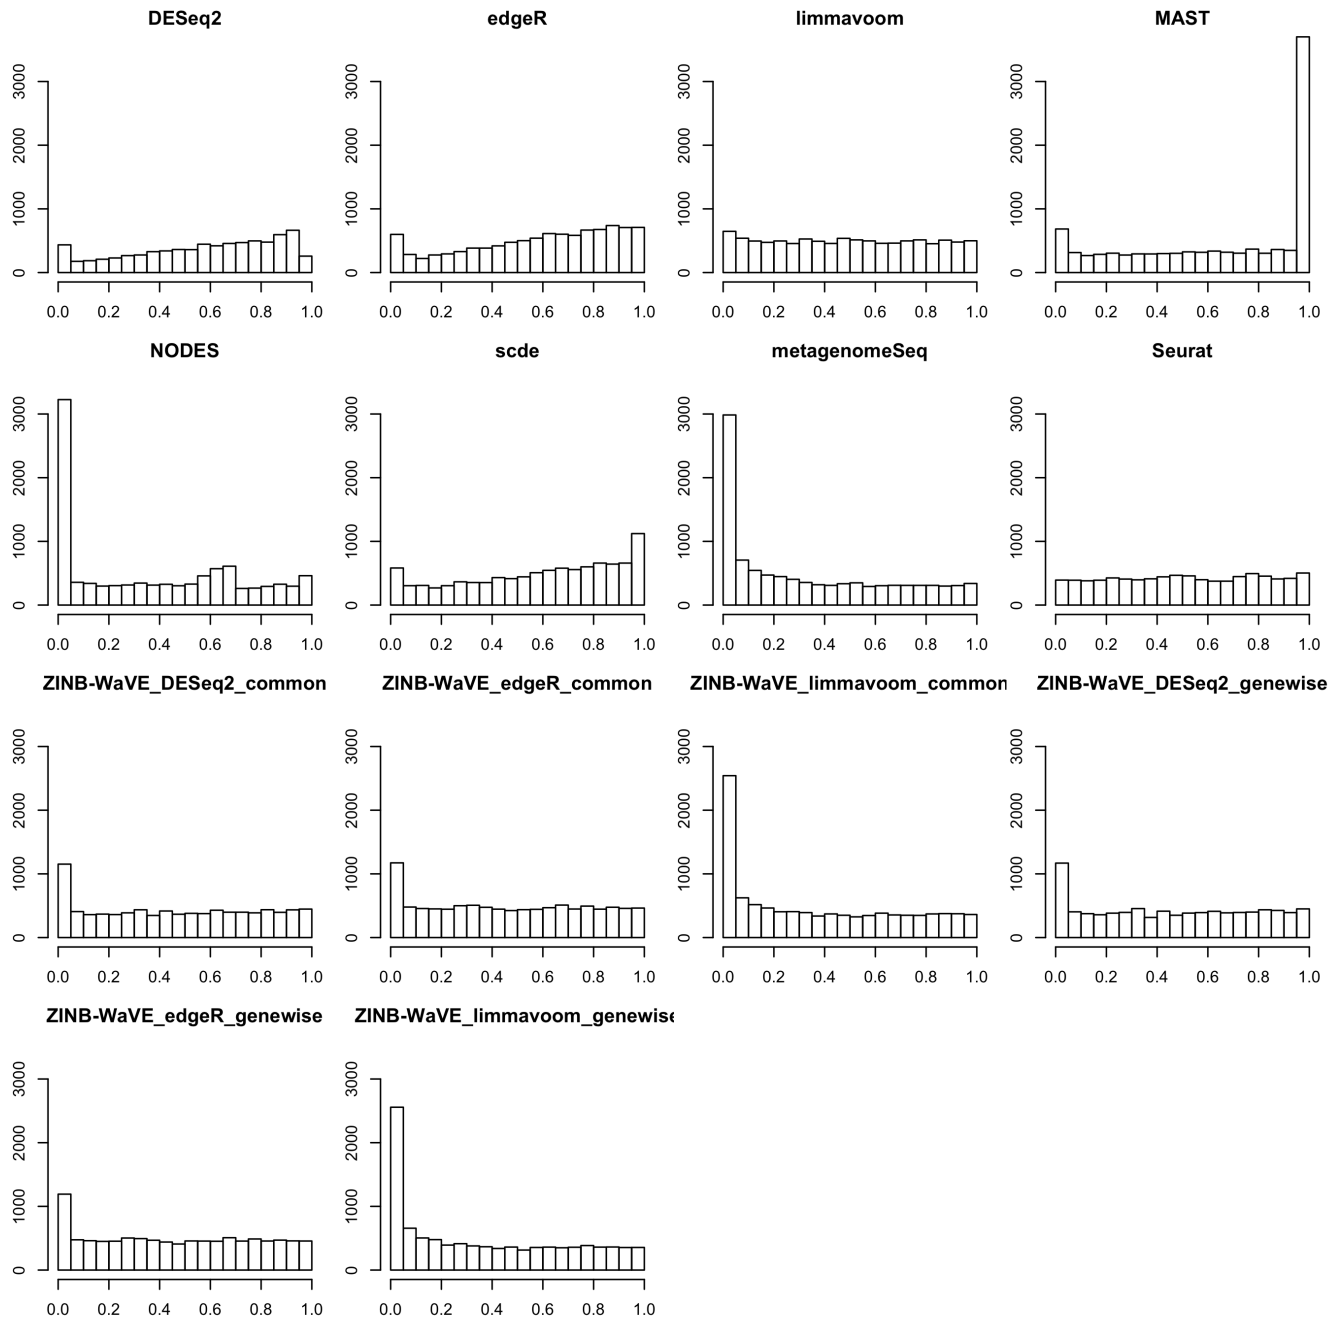 DESeq2 edgeR limmavoom MAST
3000 3000 3000 3000
2000 2000 2000 2000
1000 1000 1000 1000
0 0 0 0
0.0 0.2 0.4 0.6 0.8 1.0 0.0 0.2 0.4 0.6 0.8 1.0 0.0 0.2 0.4 0.6 0.8 1.0 0.0 0.2 0.4 0.6 0.8 1.0
NODES scde metagenomeSeq Seurat
3000 3000 3000 3000
2000 2000 2000 2000
1000 1000 1000 1000
0 0 0 0
0.0 0.2 0.4 0.6 0.8 1.0 0.0 0.2 0.4 0.6 0.8 1.0 0.0 0.2 0.4 0.6 0.8 1.0 0.0 0.2 0.4 0.6 0.8 1.0
ZINB-WaVE_DESeq2_common ZINB-WaVE_edgeR_common ZINB-WaVE_limmavoom_common ZINB-WaVE_DESeq2_genewise
3000 3000 3000 3000
2000 2000 2000 2000
1000 1000 1000 1000
0 0 0 0
0.0 0.2 0.4 0.6 0.8 1.0 0.0 0.2 0.4 0.6 0.8 1.0 0.0 0.2 0.4 0.6 0.8 1.0 0.0 0.2 0.4 0.6 0.8 1.0
ZINB-WaVE_edgeR_genewise ZINB-WaVE_limmavoom_genewise
3000 3000
2000 2000
1000 1000
0 0
0.0 0.2 0.4 0.6 0.8 1.0 0.0 0.2 0.4 0.6 0.8 1.0